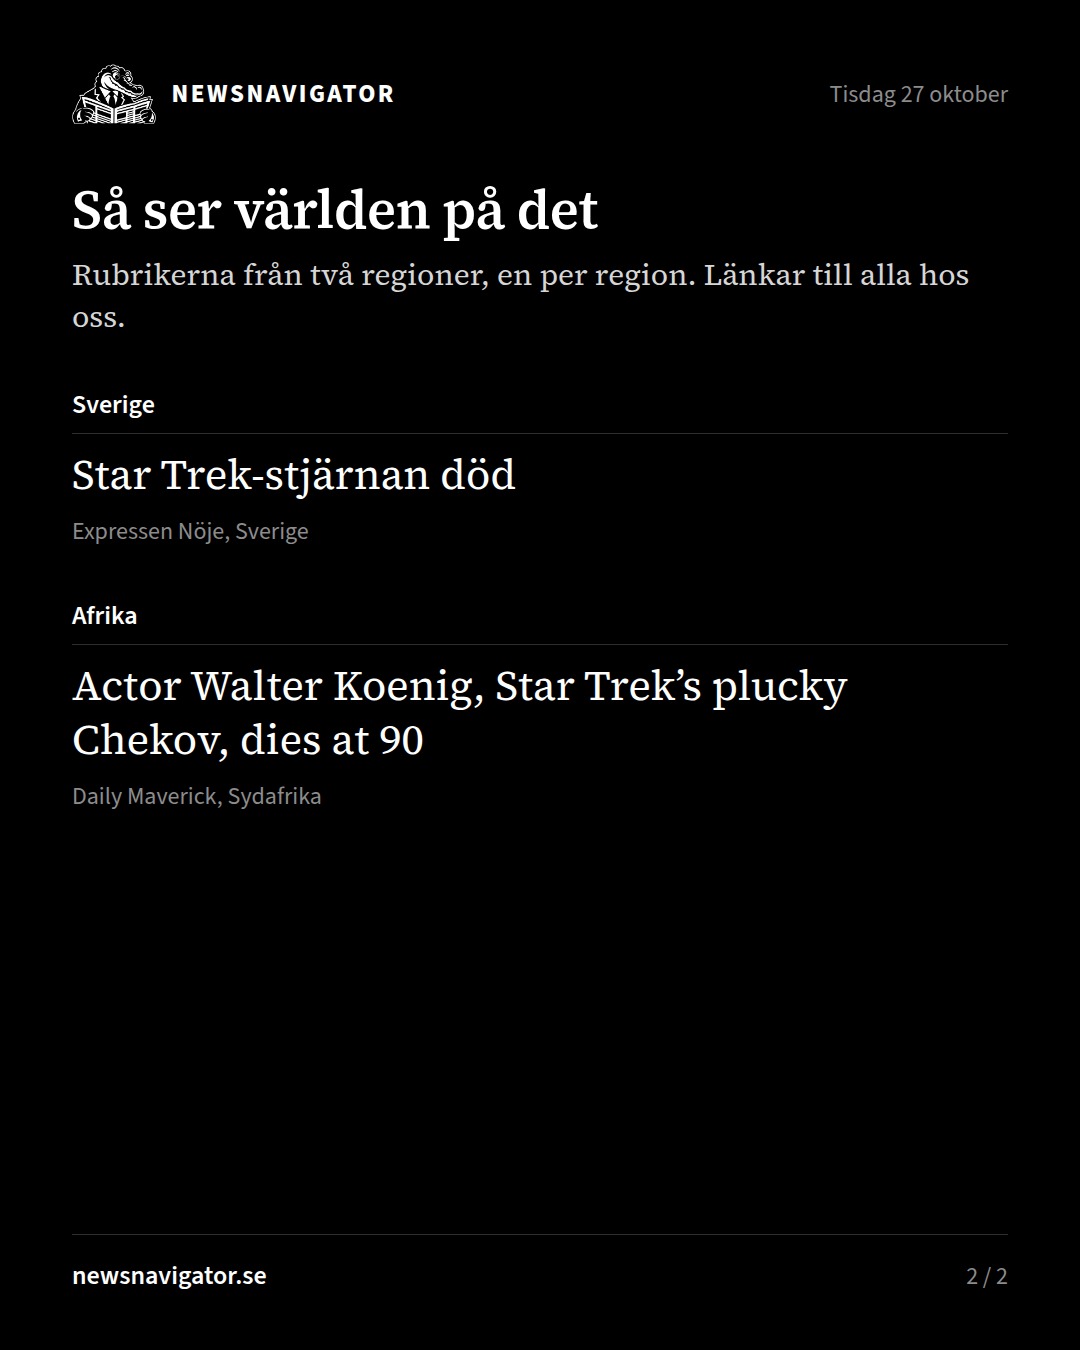 NEWSNAVIGATOR
Tisdag 27 oktober
Så ser världen på det
Rubrikerna från två regioner, en per region. Länkar till alla hos
oss.
Sverige
Star Trek-stjärnan död
Expressen Nöje, Sverige
Afrika
Actor Walter Koenig, Star Trek’s plucky
Chekov, dies at 90
Daily Maverick, Sydafrika
newsnavigator.se
2 / 2